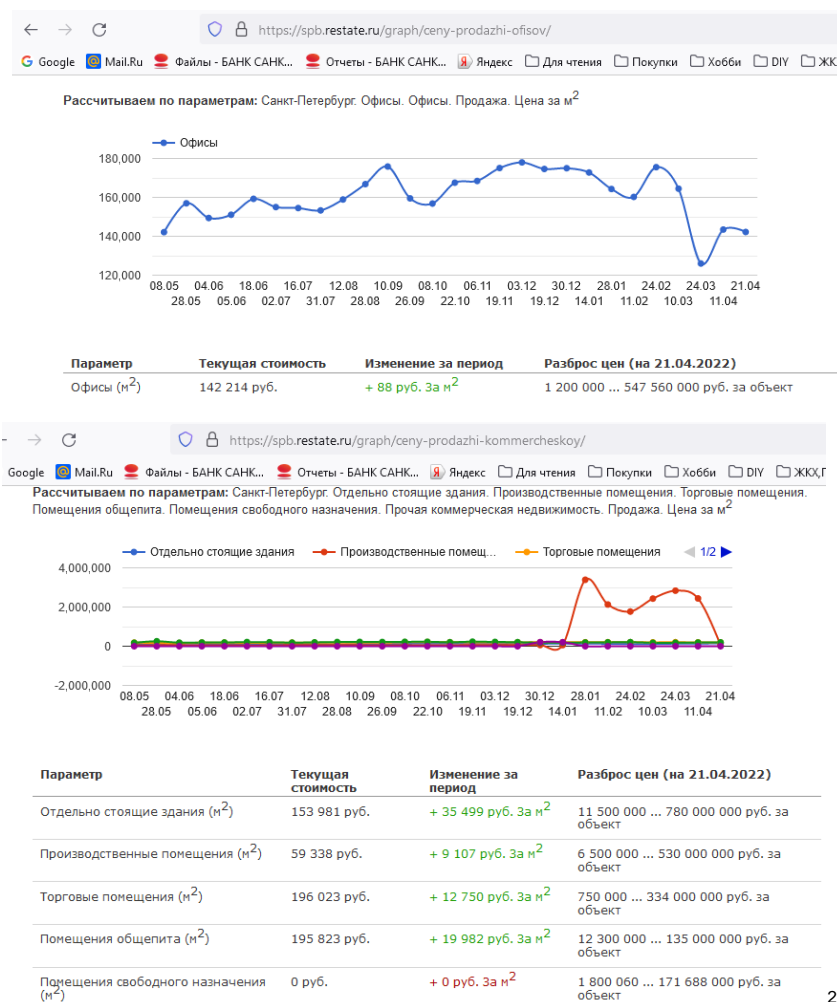 https://spb.restate.ru/graph/ceny-prodazhi-ofisov/
Google Mail.Ru Файлы - БАНК САНК... Отчеты - БАНК САНК... Яндекс Для чтения Покупки Хобби DIY ЖК
Рассчитываем по параметрам: Санкт-Петербург. Офисы. Офисы. Продажа. Цена за м2
Офисы
180,000
160,000
140,000
120,000
08.05 04.06 18.06 16.07 12.08 10.09 08.10 06.11 03.12 30.12 28.01 24.02 24.03 21.04
28.05 05.06 02.07 31.07 28.08 26.09 22.10 19.11 19.12 14.01 11.02 10.03 11.04
Параметр Текущая стоимость Изменение за период Разброс цен (на 21.04.2022)
Офисы (м2) 142 214 руб. + 88 руб. За м2 1 200 000 ... 547 560 000 руб. за объект
https://spb.restate.ru/graph/ceny-prodazhi-kommercheskoy/
Google Mail.Ru Файлы - БАНК САНК... Отчеты - БАНК САНК... Яндекс Для чтения Покупки Хобби DIY ЖКХ,Г
Рассчитываем по параметрам: Санкт-Петербург. Отдельно стоящие здания. Производственные помещения. Торговые помещения.
Помещения общепита. Помещения свободного назначения. Прочая коммерческая недвижимость. Продажа. Цена за м2
Отдельно стоящие здания Производственные помещ... Торговые помещения 1/2
4,000,000
2,000,000
0
-2,000,000
08.05 04.06 18.06 16.07 12.08 10.09 08.10 06.11 03.12 30.12 28.01 24.02 24.03 21.04
28.05 05.06 02.07 31.07 28.08 26.09 22.10 19.11 19.12 14.01 11.02 10.03 11.04
Параметр Текущая стоимость Изменение за период Разброс цен (на 21.04.2022)
Отдельно стоящие здания (м2) 153 981 руб. + 35 499 руб. За м2 11 500 000 ... 780 000 000 руб. за
объект
Производственные помещения (м2) 59 338 руб. + 9 107 руб. За м2 6 500 000 ... 530 000 000 руб. за
объект
Торговые помещения (м2) 196 023 руб. + 12 750 руб. За м2 750 000 ... 334 000 000 руб. за
объект
Помещения общепита (м2) 195 823 руб. + 19 982 руб. За м2 12 300 000 ... 135 000 000 руб. за
объект
Помещения свободного назначения 0 руб. + 0 руб. За м2 1 800 060 ... 171 688 000 руб. за
(м2) объект
2